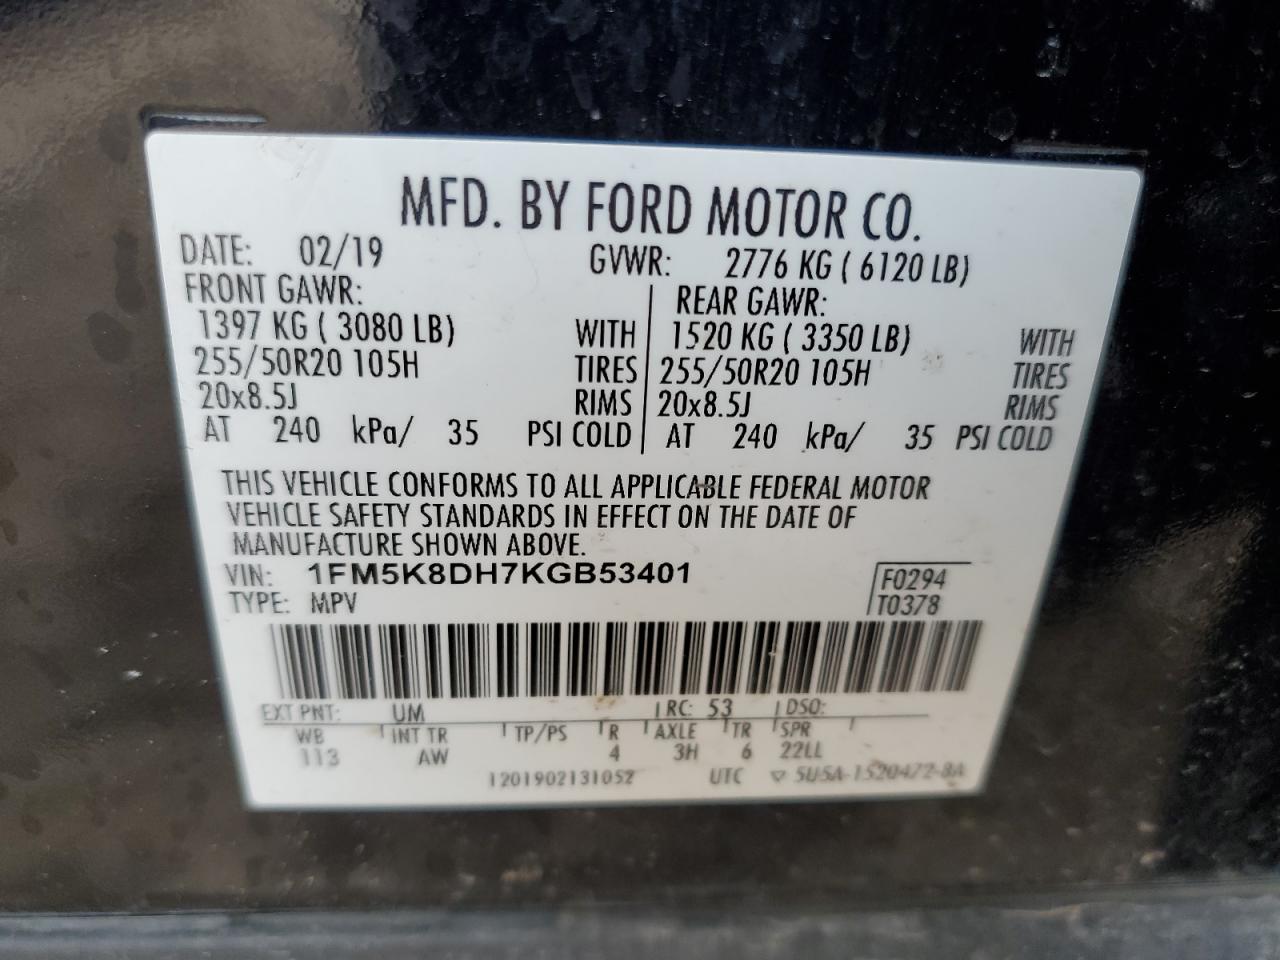 MFD. BY FORD MOTOR CO.
DATE: 02/19 GVWR: 2776 KG ( 6120 LB)
FRONT GAWR: REAR GAWR:
1397 KG ( 3080 LB) WITH 1520 KG ( 3350 LB) WITH
255/50R20 105H TIRES 255/50R20 105H TIRES
20x8.5J RIMS 20x8.5J RIMS
AT 240 kPa/ 35 PSI COLD AT 240 kPa/ 35 PSI COLD
THIS VEHICLE CONFORMS TO ALL APPLICABLE FEDERAL MOTOR
VEHICLE SAFETY STANDARDS IN EFFECT ON THE DATE OF
MANUFACTURE SHOWN ABOVE.
VIN: 1FM5K8DH7KGB53401 F0294
TYPE: MPV T0378
EXT PNT: UM RC: 53 DSO:
WB INT TR TP/PS R AXLE TR SPR
113 AW 4 3H 6 22LL
1201902131052 UTC ▽ 5U5A-1520472-BA